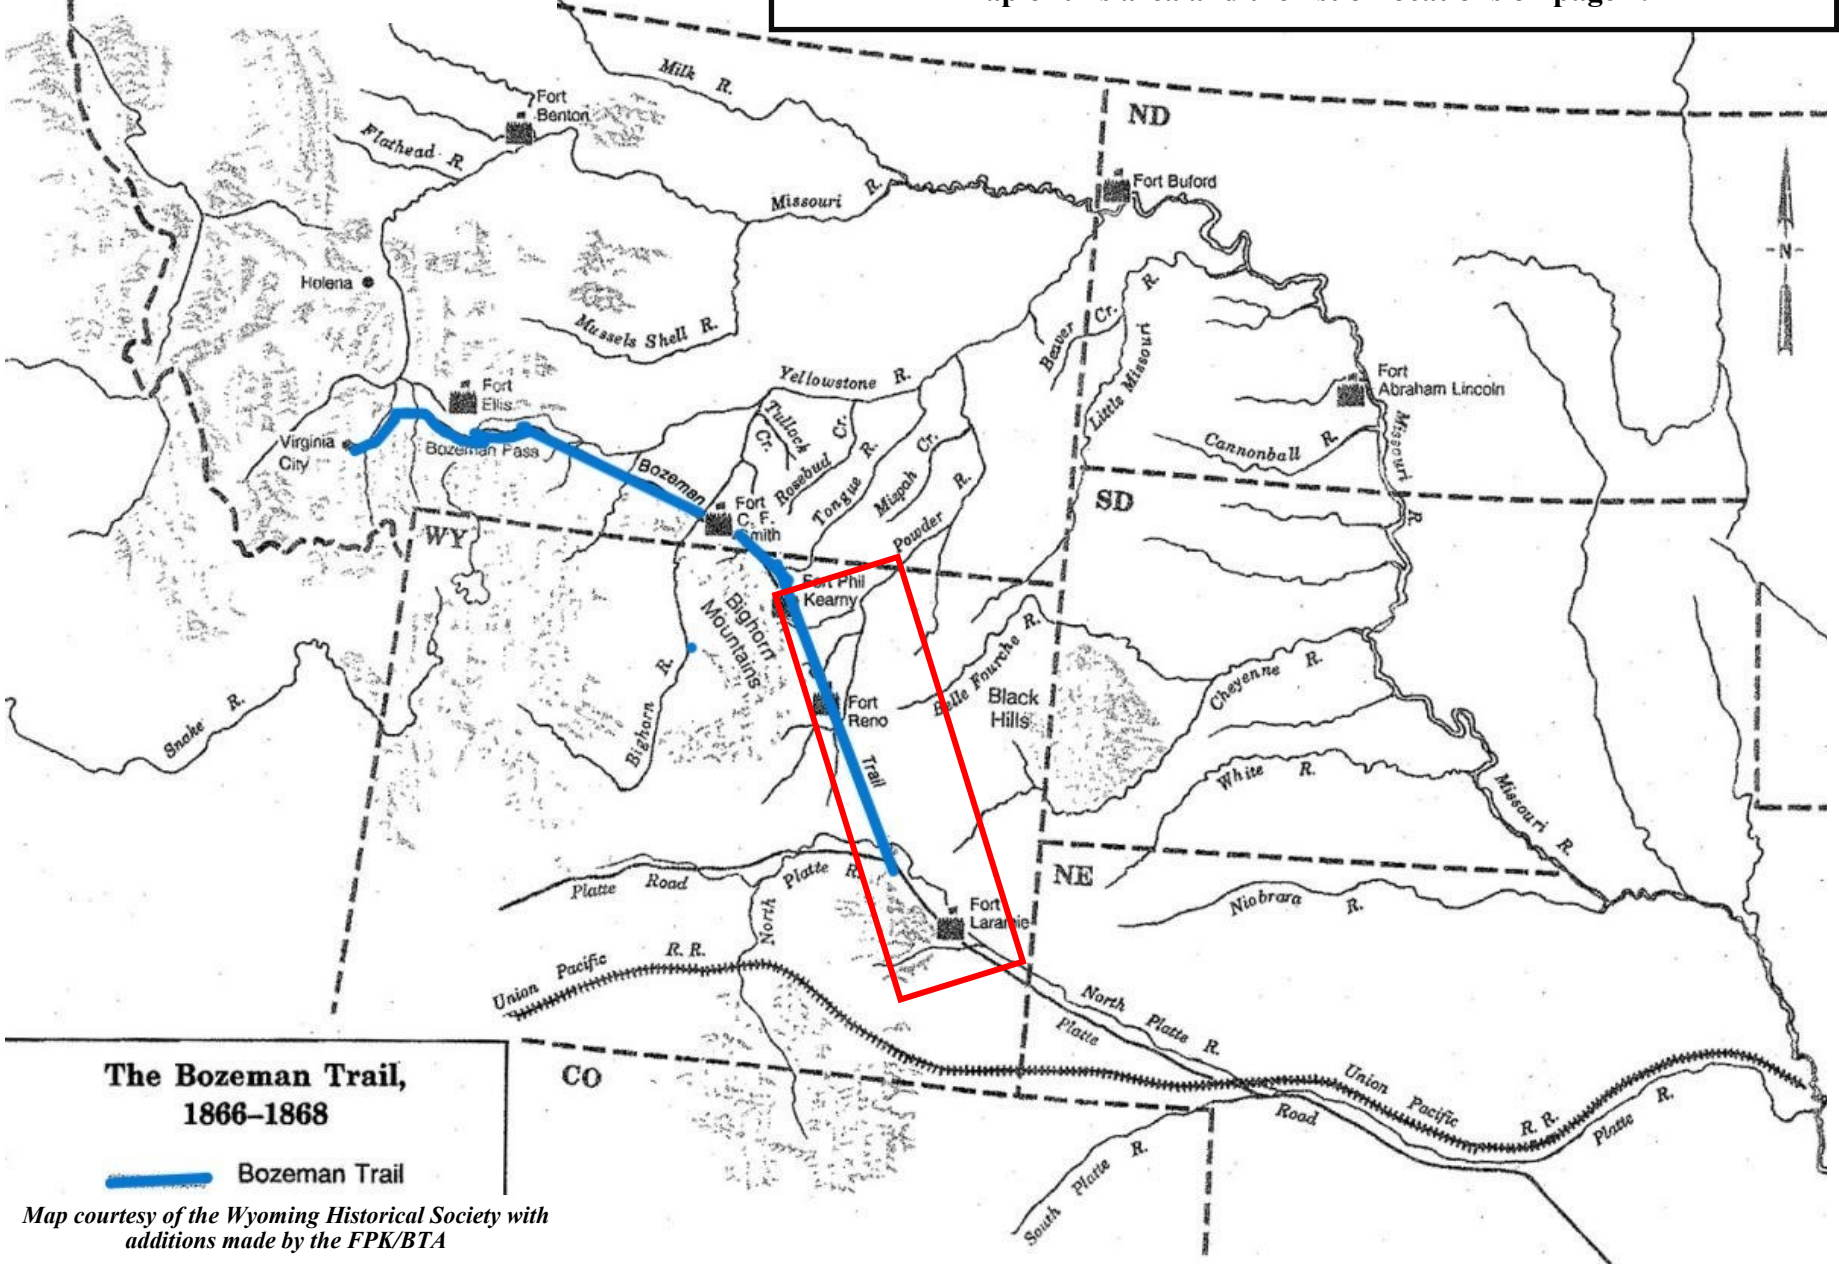 ND
Milk R.
Fort
Benton
Flathead R.
Missouri R.
Fort Buford
N
Helena
Mussels Shell R.
Beaver Cr.
Little Missouri
R.
Yellowstone R.
Fort
Ellis
Virginia
City
Bozeman Pass
Tullock
Cr.
Rosebud
Cr.
Tongue R.
Mizpah Cr.
Powder R.
Fort
Abraham Lincoln
Missouri
R.
Cannonball R.
Bozeman
Fort
C. F.
Smith
WY
SD
Fort Phil
Kearny
Bighorn
Mountains
Fort
Reno
Belle Fourche R.
Black
Hills
Cheyenne R.
Snake R.
Bighorn R.
Trail
White R.
Missouri R.
NE
Niobrara R.
Platte Road
Platte R.
North
Fort
Laramie
Union Pacific R. R.
North Platte R.
Platte
Road
Union Pacific R. R.
Platte R.
CO
South Platte R.
The Bozeman Trail,
1866–1868
Bozeman Trail
Map courtesy of the Wyoming Historical Society with
additions made by the FPK/BTA